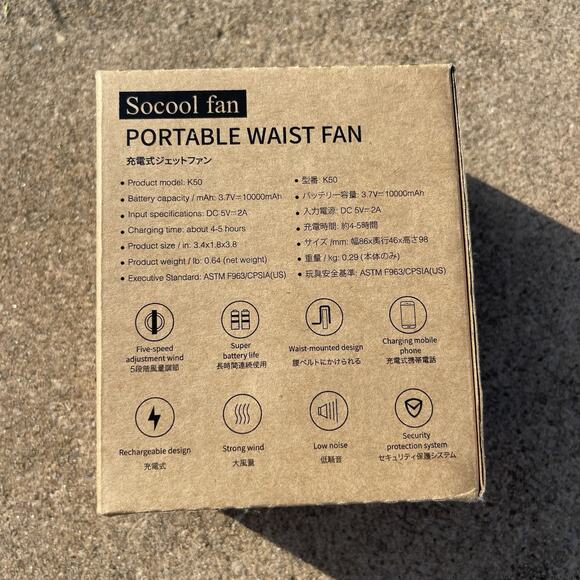 Socool fan
PORTABLE WAIST FAN
充電式ジェットファン
• Product model: K50
• Battery capacity / mAh: 3.7V⎓10000mAh
• Input specifications: DC 5V⎓2A
• Charging time: about 4-5 hours
• Product size / in: 3.4x1.8x3.8
• Product weight / lb: 0.64 (net weight)
• Executive Standard: ASTM F963/CPSIA(US)
• 型番: K50
• バッテリー容量: 3.7V⎓10000mAh
• 入力電源: DC 5V⎓2A
• 充電時間: 約4-5時間
• サイズ /mm: 幅86x奥行46x高さ98
• 重量 / kg: 0.29 (本体のみ)
• 玩具安全基準: ASTM F963/CPSIA(US)
Five-speed
adjustment wind
5段階風量調節
Super
battery life
長時間連続使用
Waist-mounted design
腰ベルトにかけられる
Charging mobile
phone
充電式携帯電話
Rechargeable design
充電式
Strong wind
大風量
Low noise
低騒音
Security
protection system
セキュリティ保護システム